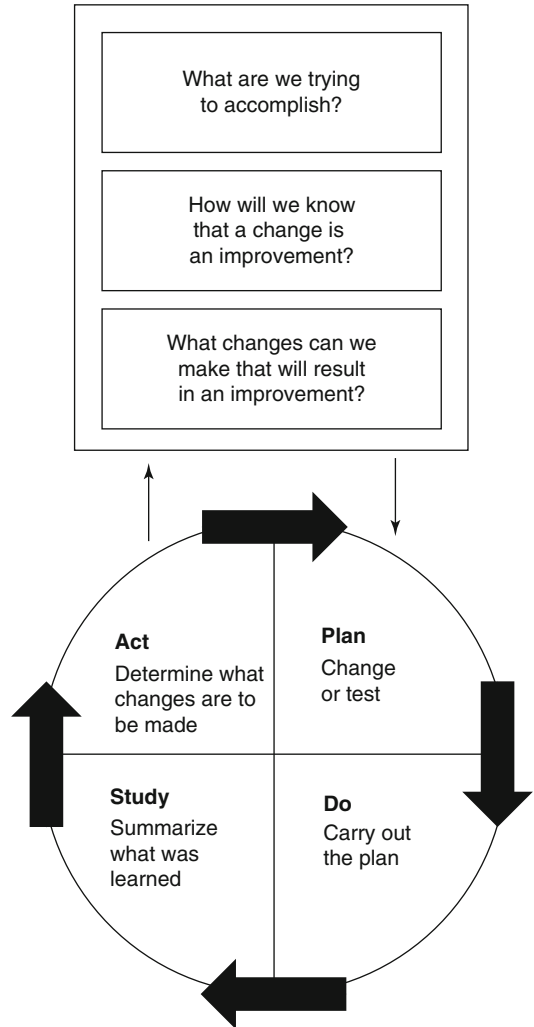 What are we trying
to accomplish?
How will we know
that a change is
an improvement?
What changes can we
make that will result
in an improvement?
Act
Determine what
changes are to
be made
Plan
Change
or test
Study
Summarize
what was
learned
Do
Carry out
the plan